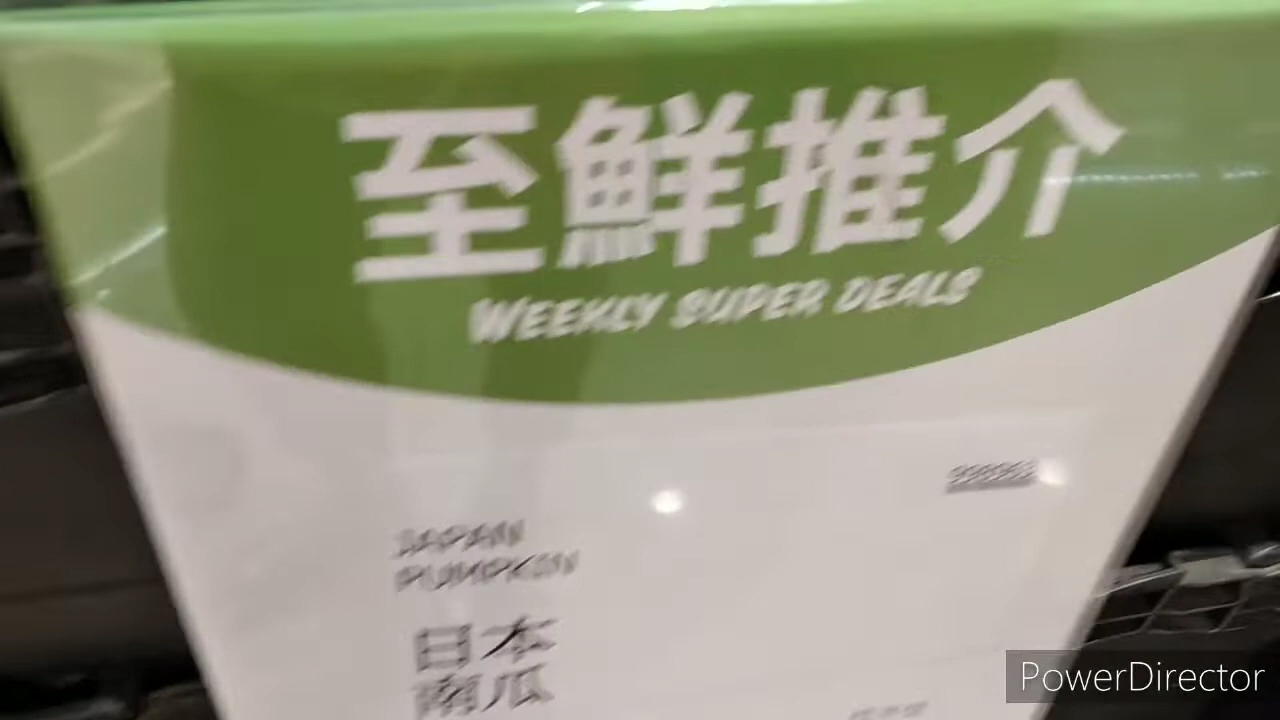 至鮮推介
WEEKLY SUPER DEALS
JAPAN
PUMPKIN
日本
南瓜
PowerDirector